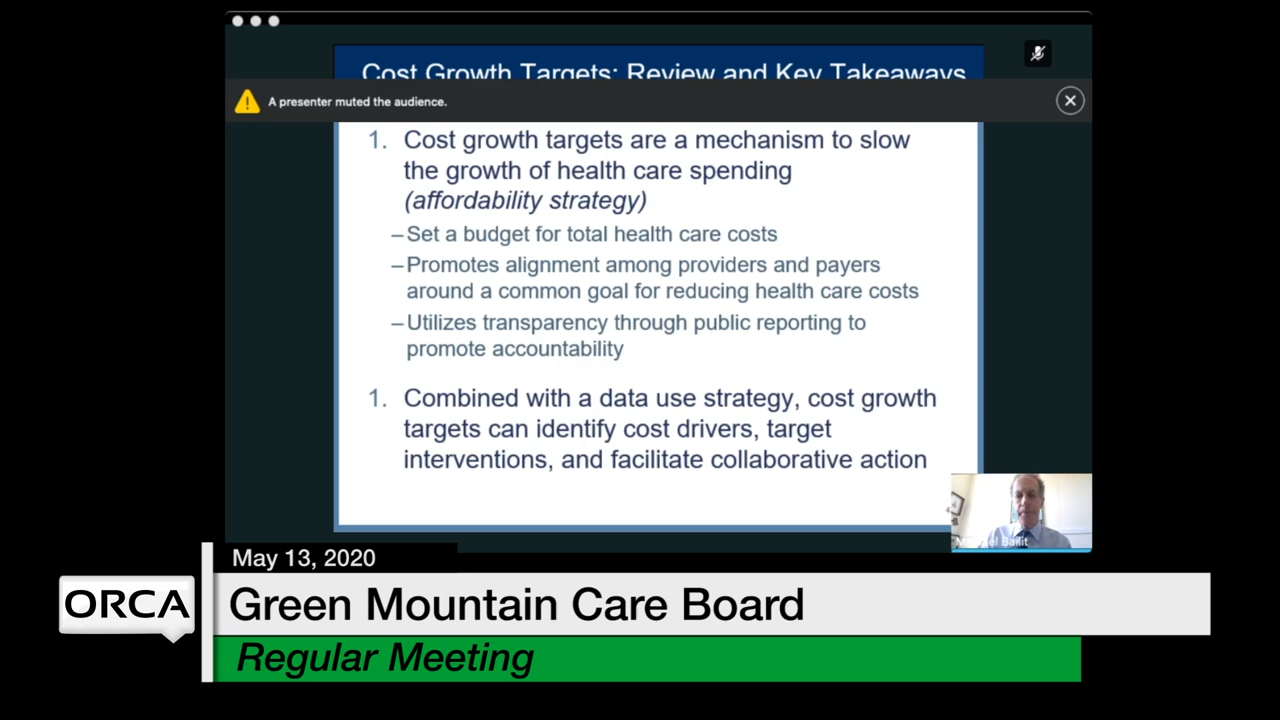 Cost Growth Targets: Review and Key Takeaways
A presenter muted the audience.
1. Cost growth targets are a mechanism to slow
the growth of health care spending
(affordability strategy)
–Set a budget for total health care costs
–Promotes alignment among providers and payers
around a common goal for reducing health care costs
–Utilizes transparency through public reporting to
promote accountability
1. Combined with a data use strategy, cost growth
targets can identify cost drivers, target
interventions, and facilitate collaborative action
Bailit
May 13, 2020
ORCA
Green Mountain Care Board
Regular Meeting